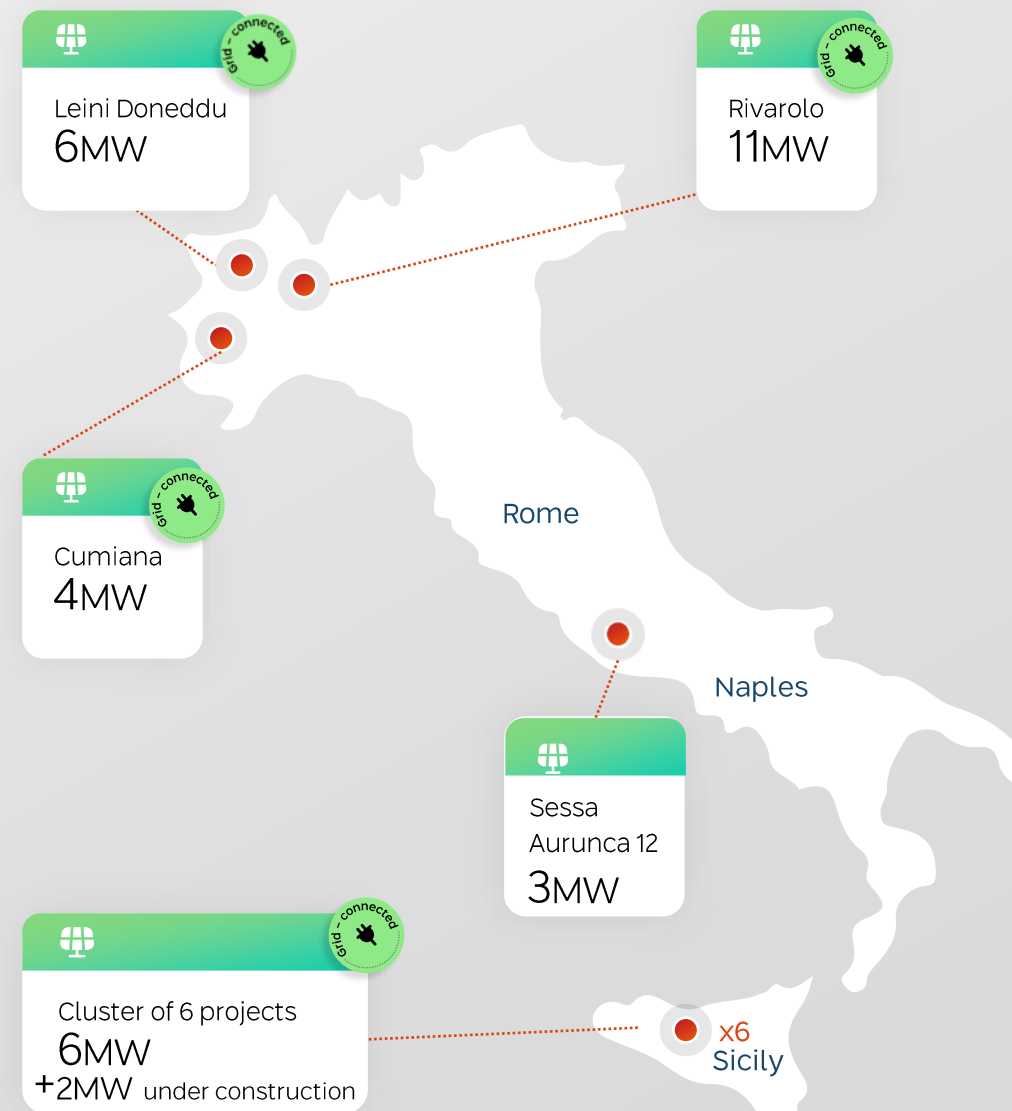 Grid - connected
Leini Doneddu
6MW
Grid - connected
Rivarolo
11MW
Grid - connected
Cumiana
4MW
Rome
Naples
Sessa
Aurunca 12
3MW
Grid - connected
Cluster of 6 projects
6MW
+2MW under construction
x6
Sicily